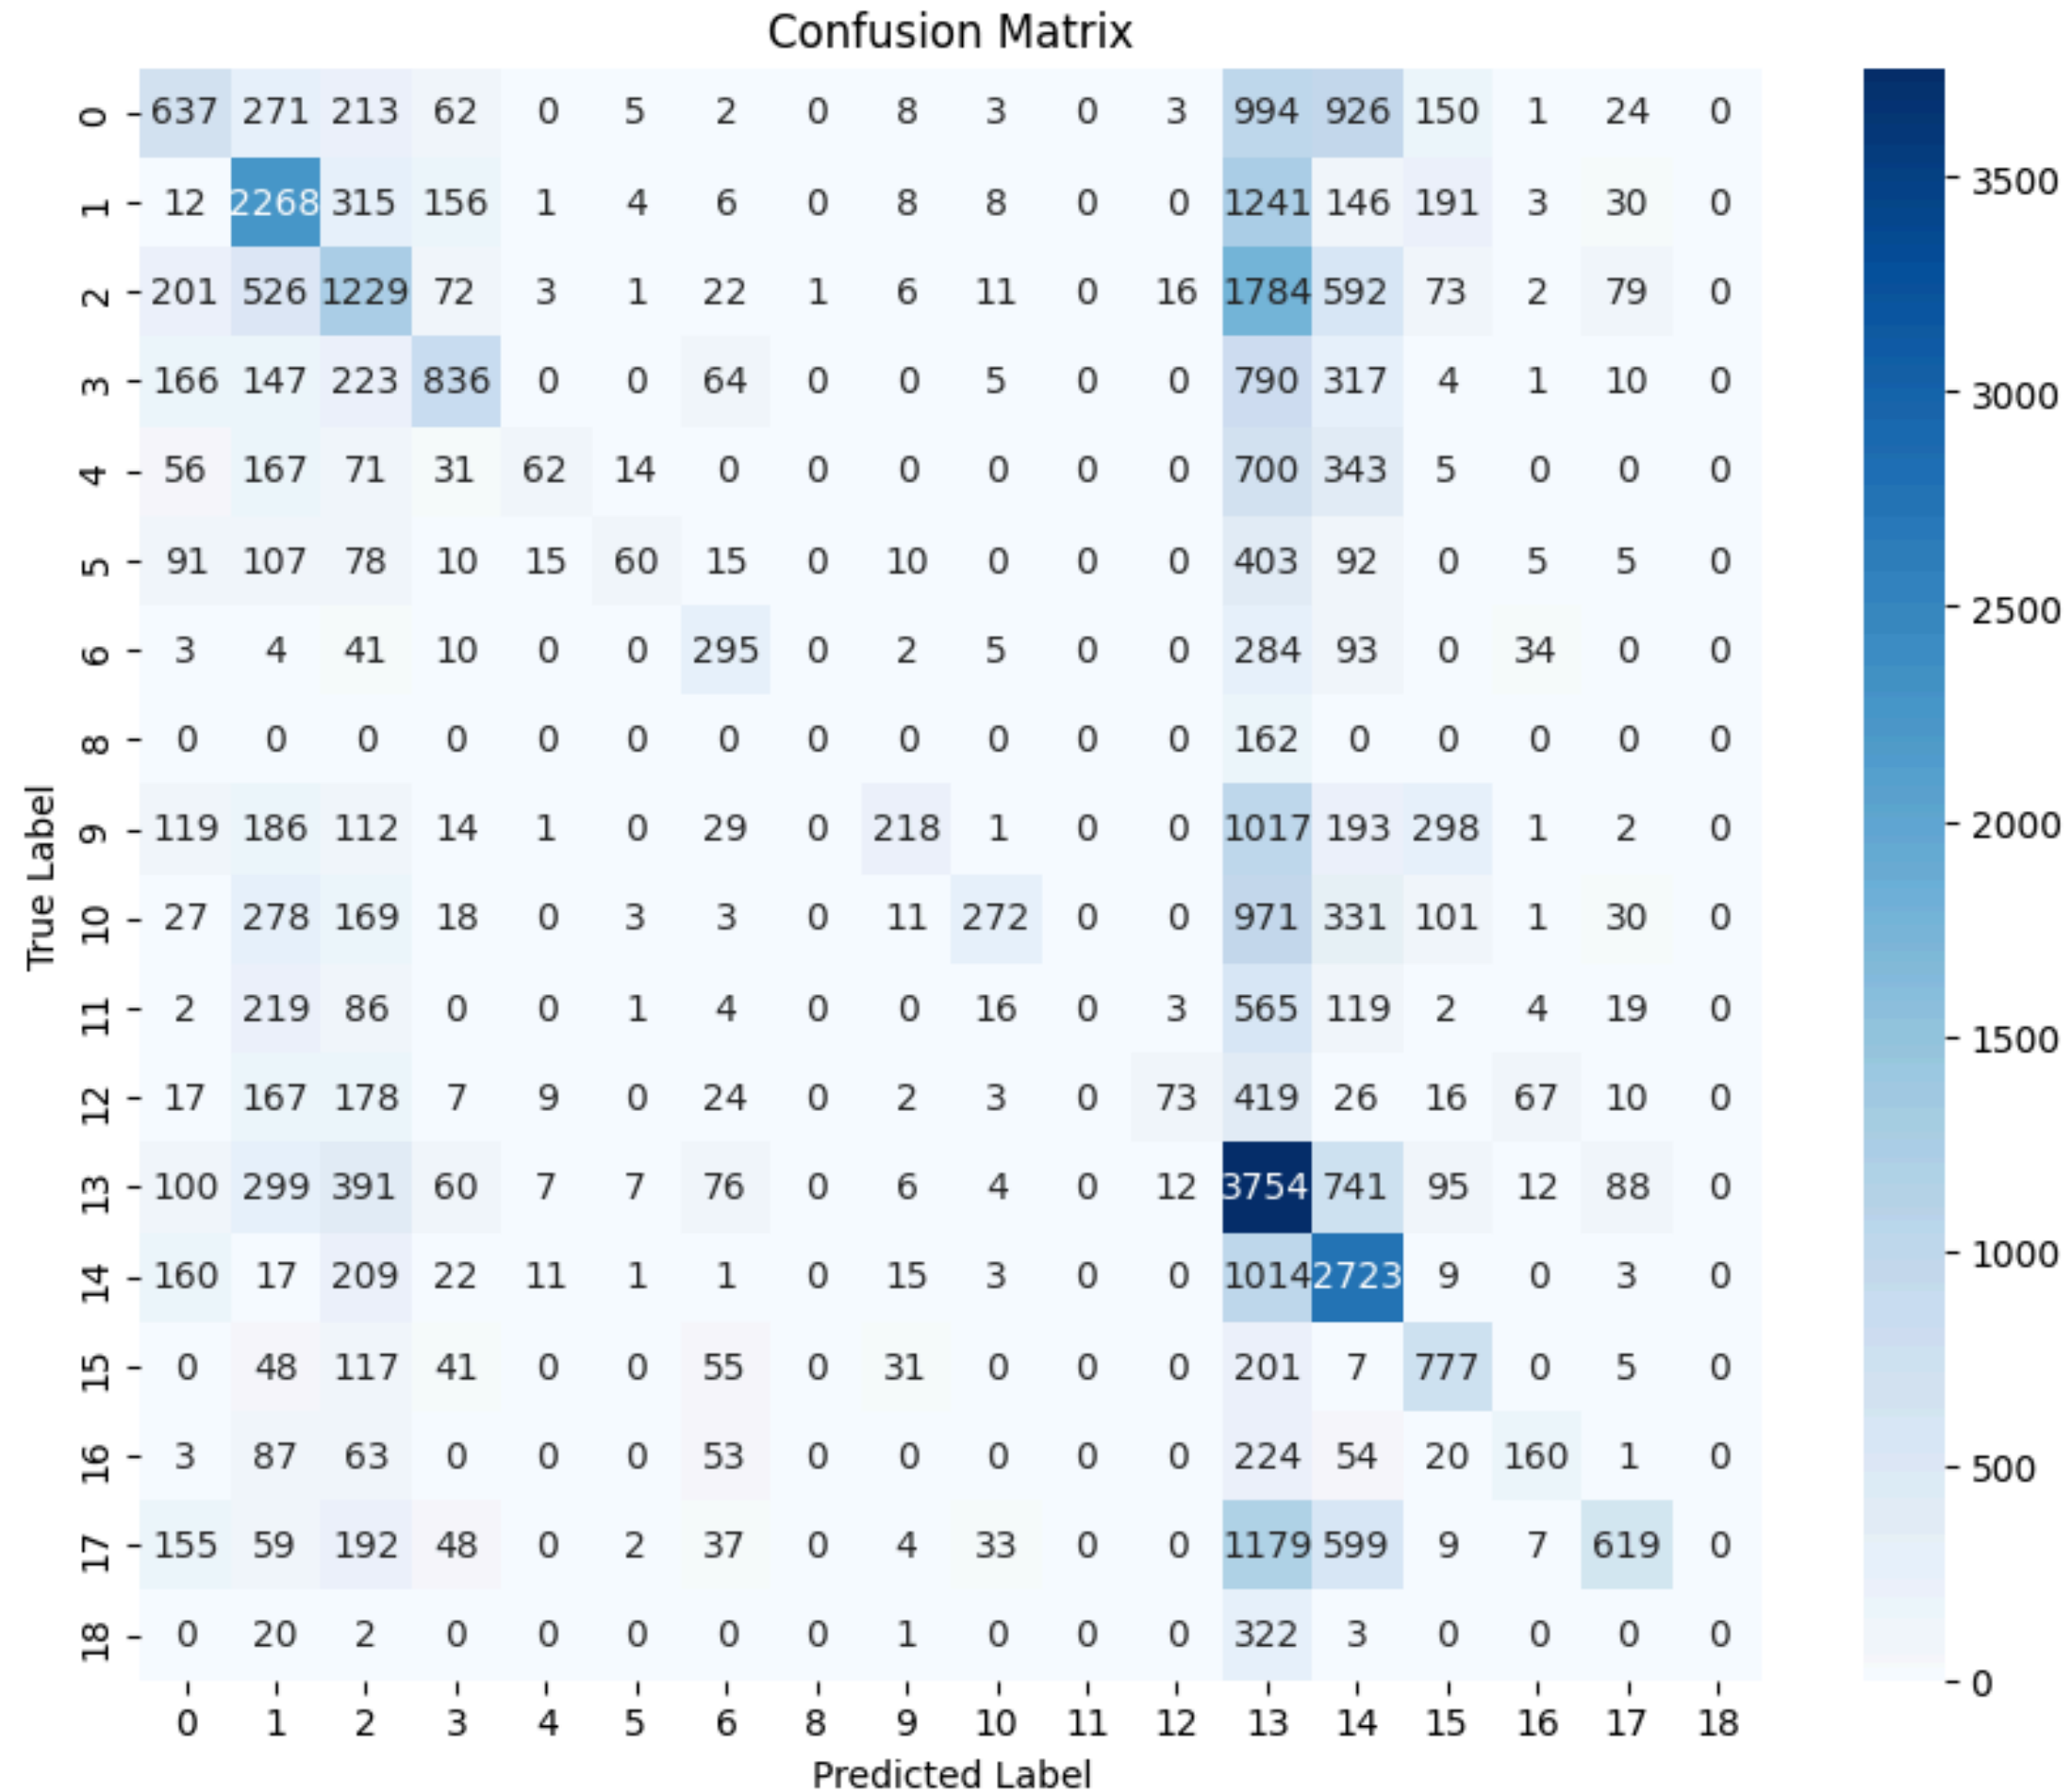 Confusion Matrix
0 637 271 213 62 0 5 2 0 8 3 0 3 994 926 150 1 24 0
1 12 2268 315 156 1 4 6 0 8 8 0 0 1241 146 191 3 30 0
2 201 526 1229 72 3 1 22 1 6 11 0 16 1784 592 73 2 79 0
3 166 147 223 836 0 0 64 0 0 5 0 0 790 317 4 1 10 0
4 56 167 71 31 62 14 0 0 0 0 0 0 700 343 5 0 0 0
5 91 107 78 10 15 60 15 0 10 0 0 0 403 92 0 5 5 0
6 3 4 41 10 0 0 295 0 2 5 0 0 284 93 0 34 0 0
8 0 0 0 0 0 0 0 0 0 0 0 0 162 0 0 0 0 0
9 119 186 112 14 1 0 29 0 218 1 0 0 1017 193 298 1 2 0
10 27 278 169 18 0 3 3 0 11 272 0 0 971 331 101 1 30 0
11 2 219 86 0 0 1 4 0 0 16 0 3 565 119 2 4 19 0
12 17 167 178 7 9 0 24 0 2 3 0 73 419 26 16 67 10 0
13 100 299 391 60 7 7 76 0 6 4 0 12 3754 741 95 12 88 0
14 160 17 209 22 11 1 1 0 15 3 0 0 1014 2723 9 0 3 0
15 0 48 117 41 0 0 55 0 31 0 0 0 201 7 777 0 5 0
16 3 87 63 0 0 0 53 0 0 0 0 0 224 54 20 160 1 0
17 155 59 192 48 0 2 37 0 4 33 0 0 1179 599 9 7 619 0
18 0 20 2 0 0 0 0 0 1 0 0 0 322 3 0 0 0 0
0 1 2 3 4 5 6 8 9 10 11 12 13 14 15 16 17 18
Predicted Label
True Label
3500
3000
2500
2000
1500
1000
500
0